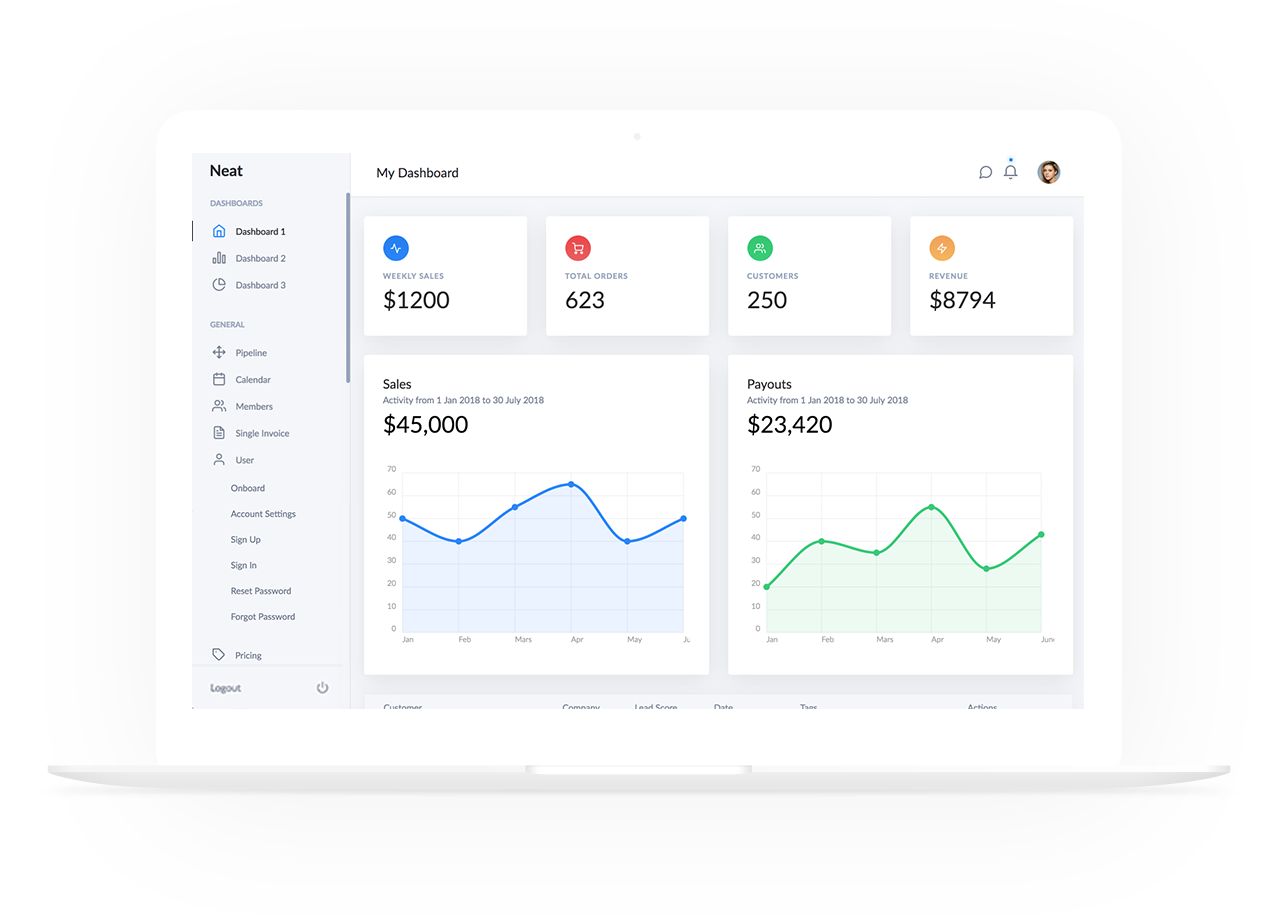 Neat
My Dashboard
DASHBOARDS
Dashboard 1
Dashboard 2
Dashboard 3
GENERAL
Pipeline
Calendar
Members
Single Invoice
User
Onboard
Account Settings
Sign Up
Sign In
Reset Password
Forgot Password
Pricing
Logout
WEEKLY SALES
$1200
TOTAL ORDERS
623
CUSTOMERS
250
REVENUE
$8794
Sales
Activity from 1 Jan 2018 to 30 July 2018
$45,000
70
60
50
40
30
20
10
0
Jan Feb Mars Apr May Ju
Payouts
Activity from 1 Jan 2018 to 30 July 2018
$23,420
70
60
50
40
30
20
10
0
Jan Feb Mars Apr May June
Customer Company Lead Score Date Tags Actions